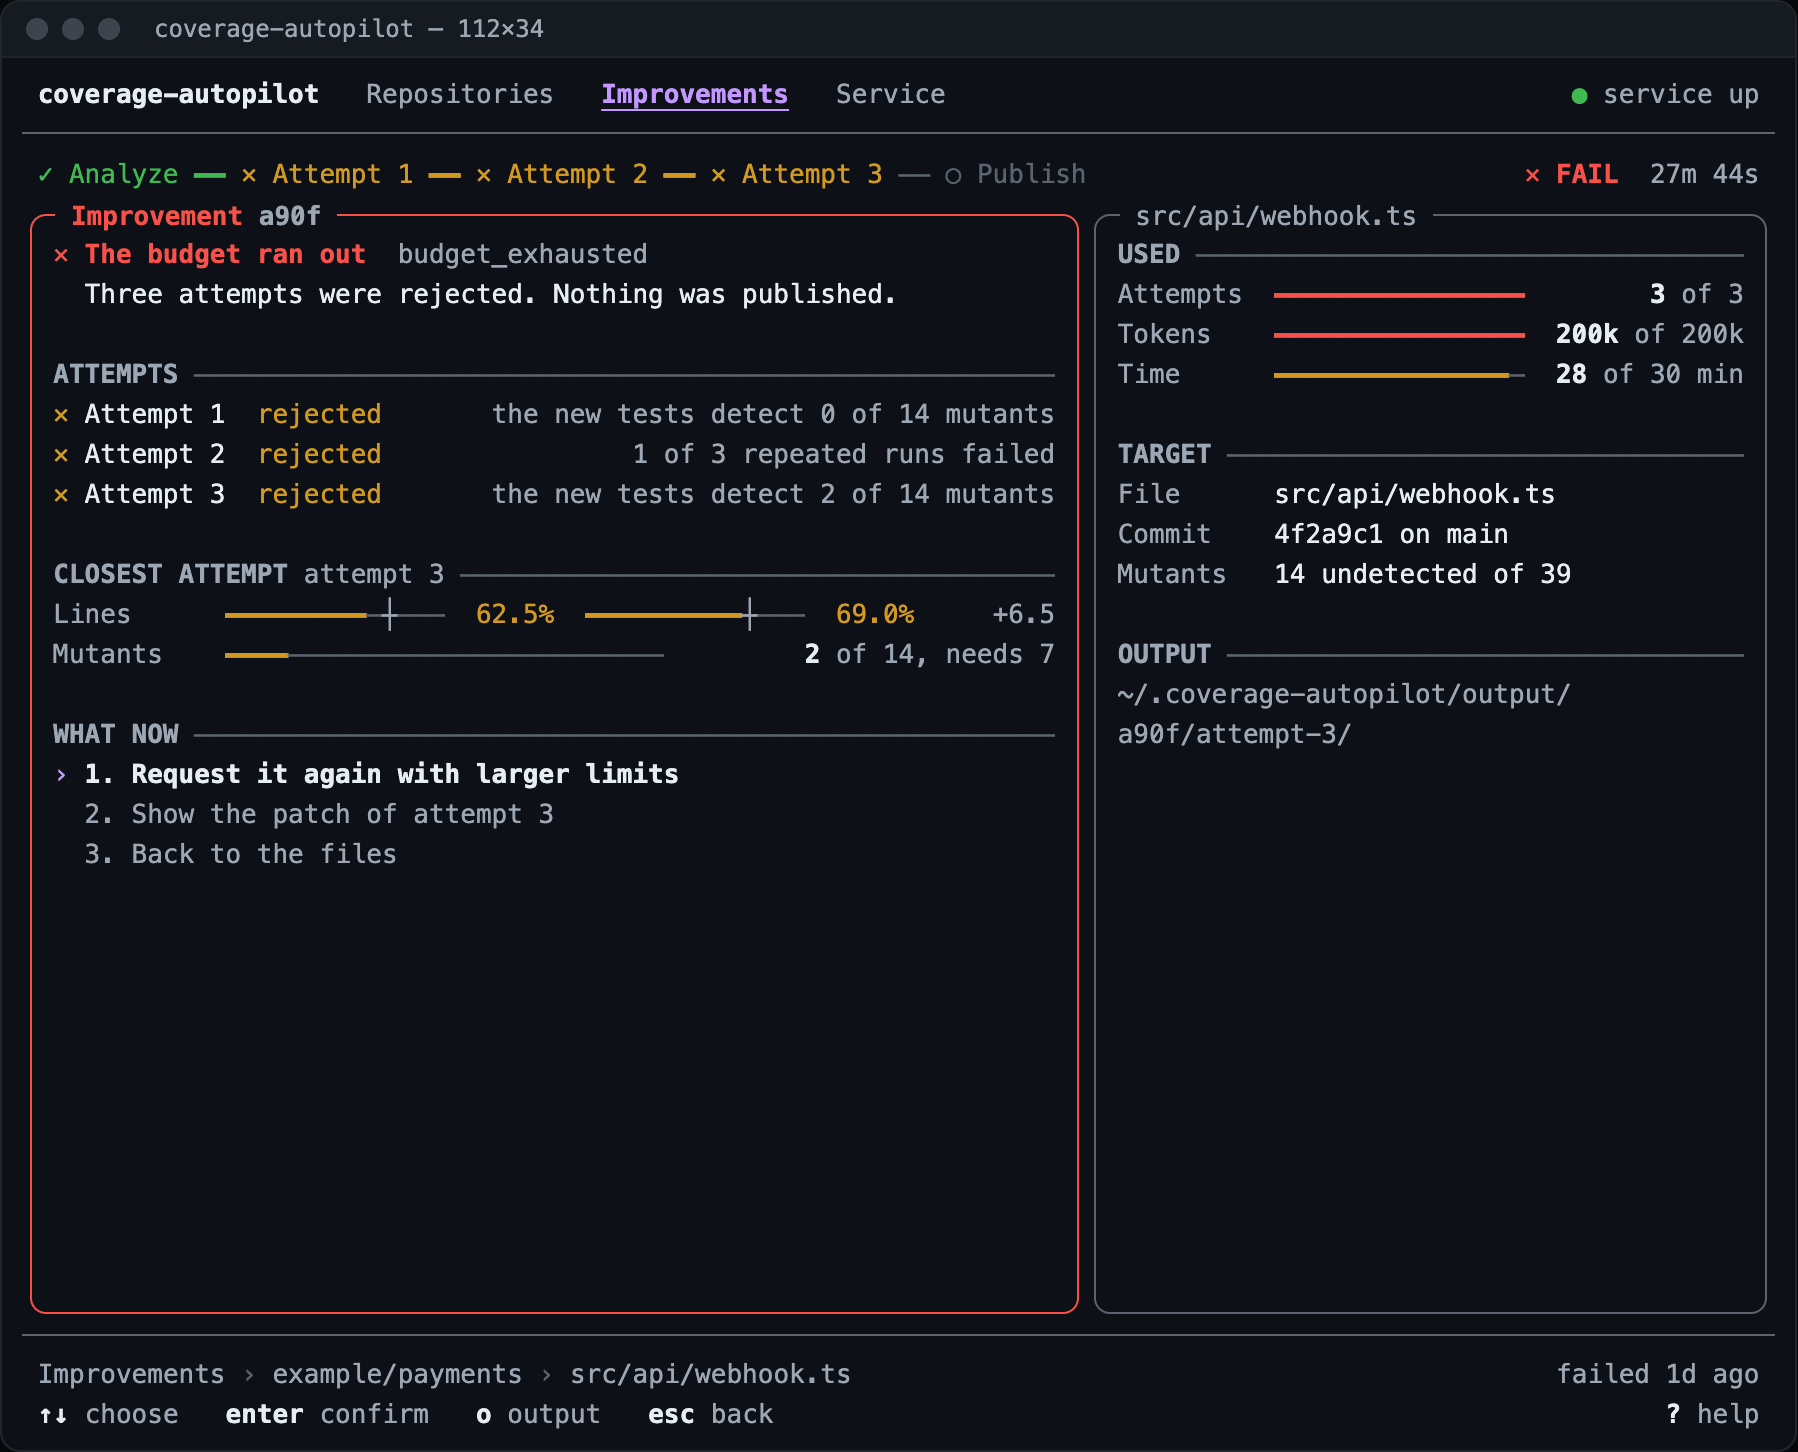 coverage-autopilot — 112×34
coverage-autopilot Repositories Improvements Service ● service up
✓ Analyze — × Attempt 1 — × Attempt 2 — × Attempt 3 — ○ Publish × FAIL 27m 44s
Improvement a90f
× The budget ran out budget_exhausted
Three attempts were rejected. Nothing was published.
ATTEMPTS
× Attempt 1 rejected the new tests detect 0 of 14 mutants
× Attempt 2 rejected 1 of 3 repeated runs failed
× Attempt 3 rejected the new tests detect 2 of 14 mutants
CLOSEST ATTEMPT attempt 3
Lines 62.5% 69.0% +6.5
Mutants 2 of 14, needs 7
WHAT NOW
› 1. Request it again with larger limits
2. Show the patch of attempt 3
3. Back to the files
src/api/webhook.ts
USED
Attempts 3 of 3
Tokens 200k of 200k
Time 28 of 30 min
TARGET
File src/api/webhook.ts
Commit 4f2a9c1 on main
Mutants 14 undetected of 39
OUTPUT
~/.coverage-autopilot/output/
a90f/attempt-3/
Improvements › example/payments › src/api/webhook.ts failed 1d ago
↑↓ choose enter confirm o output esc back ? help